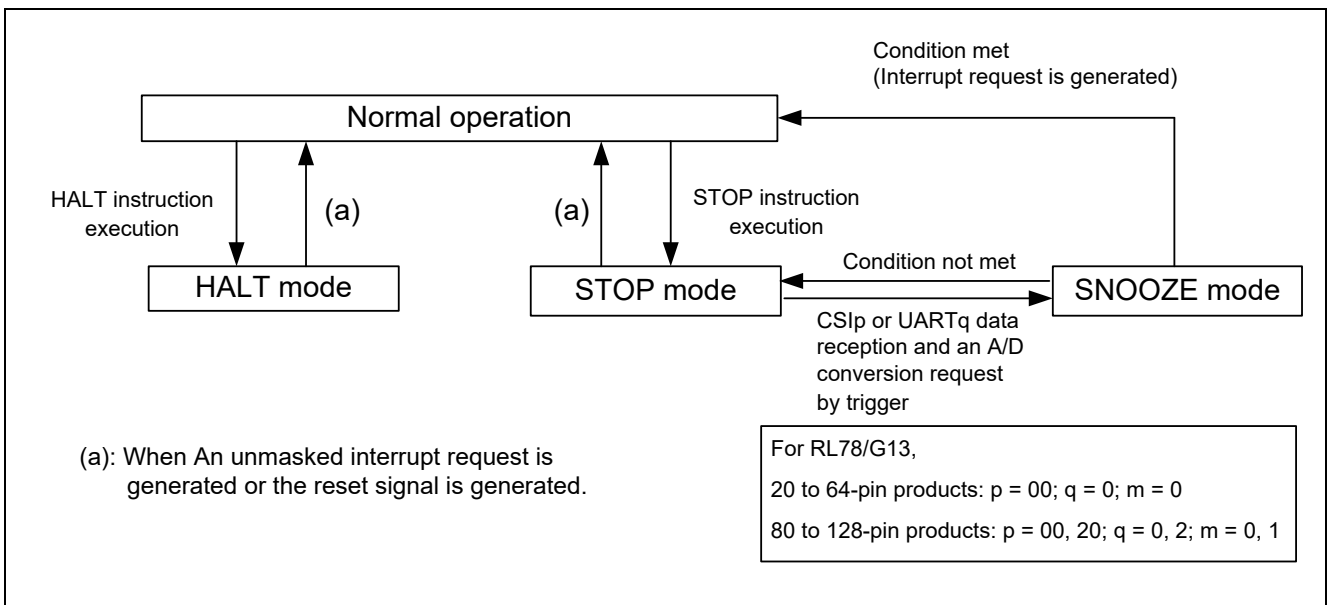 Condition met
(Interrupt request is generated)
Normal operation
HALT instruction
execution
(a)
(a)
STOP instruction
execution
HALT mode
STOP mode
Condition not met
SNOOZE mode
CSIp or UARTq data
reception and an A/D
conversion request
by trigger
(a): When An unmasked interrupt request is
generated or the reset signal is generated.
For RL78/G13,
20 to 64-pin products: p = 00; q = 0; m = 0
80 to 128-pin products: p = 00, 20; q = 0, 2; m = 0, 1